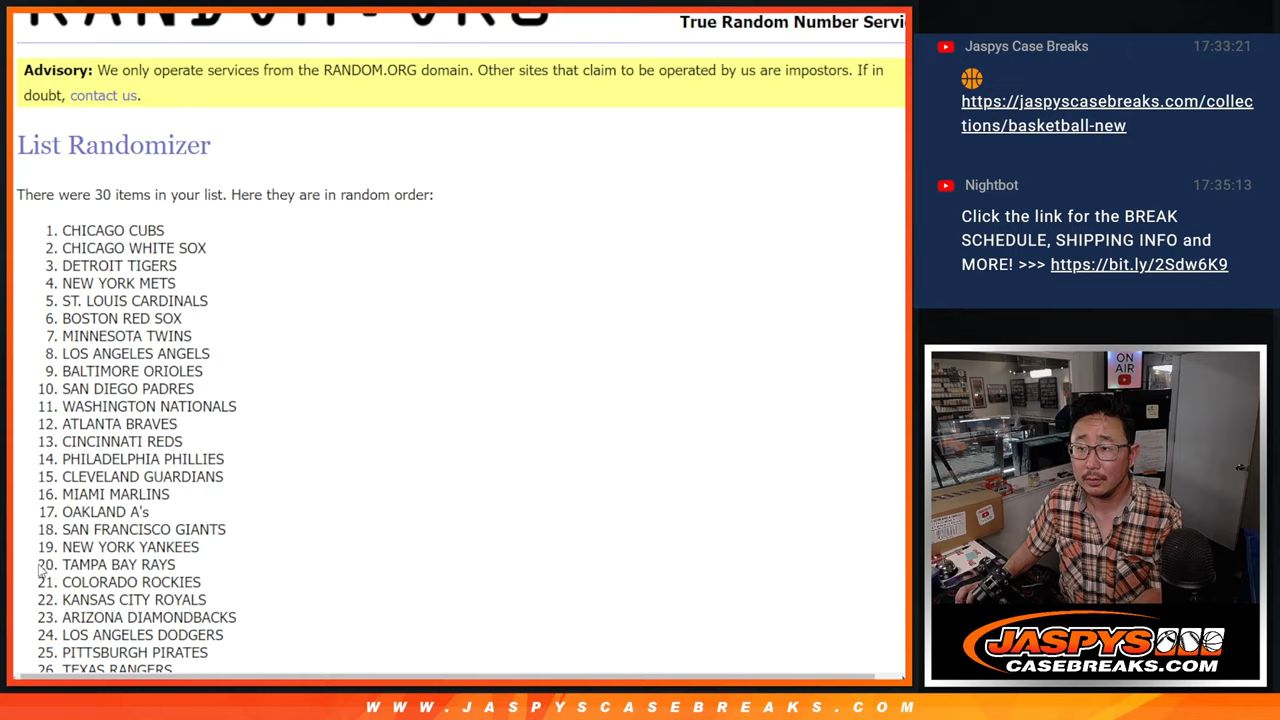 True Random Number Servi
Advisory: We only operate services from the RANDOM.ORG domain. Other sites that claim to be operated by us are impostors. If in
doubt, contact us.
List Randomizer
There were 30 items in your list. Here they are in random order:
1. CHICAGO CUBS
2. CHICAGO WHITE SOX
3. DETROIT TIGERS
4. NEW YORK METS
5. ST. LOUIS CARDINALS
6. BOSTON RED SOX
7. MINNESOTA TWINS
8. LOS ANGELES ANGELS
9. BALTIMORE ORIOLES
10. SAN DIEGO PADRES
11. WASHINGTON NATIONALS
12. ATLANTA BRAVES
13. CINCINNATI REDS
14. PHILADELPHIA PHILLIES
15. CLEVELAND GUARDIANS
16. MIAMI MARLINS
17. OAKLAND A's
18. SAN FRANCISCO GIANTS
19. NEW YORK YANKEES
20. TAMPA BAY RAYS
21. COLORADO ROCKIES
22. KANSAS CITY ROYALS
23. ARIZONA DIAMONDBACKS
24. LOS ANGELES DODGERS
25. PITTSBURGH PIRATES
26. TEXAS RANGERS
Jaspys Case Breaks 17:33:21
https://jaspyscasebreaks.com/collec
tions/basketball-new
Nightbot 17:35:13
Click the link for the BREAK
SCHEDULE, SHIPPING INFO and
MORE! >>> https://bit.ly/2Sdw6K9
ON
AIR
JASPYS
CASEBREAKS.COM
WWW.JASPYSCASEBREAKS.COM